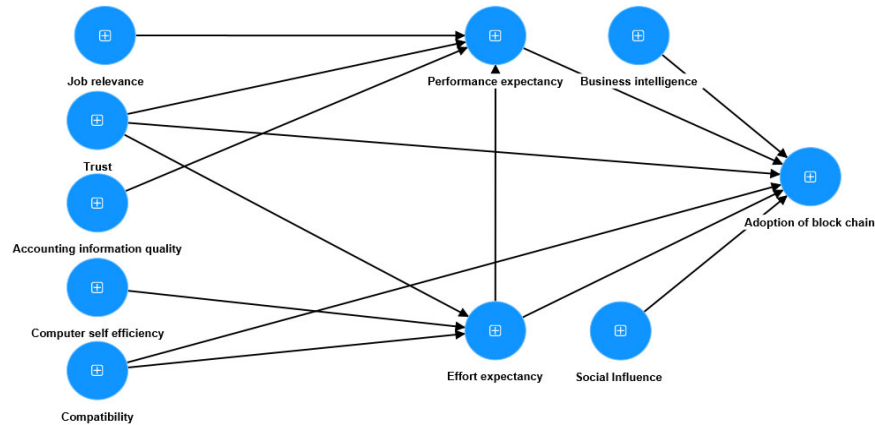 Job relevance
Performance expectancy
Business intelligence
Trust
Adoption of block chain
Accounting information quality
Computer self efficiency
Effort expectancy
Social Influence
Compatibility